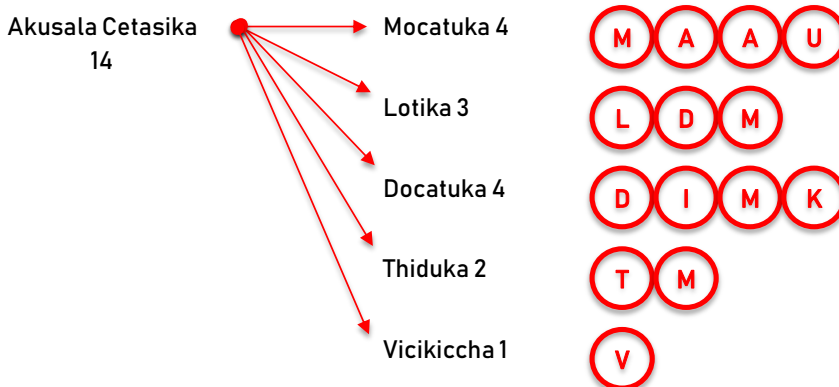 Akusala Cetasika
14
Mocatuka 4
M A A U
Lotika 3
L D M
Docatuka 4
D I M K
Thiduka 2
T M
Vicikiccha 1
V